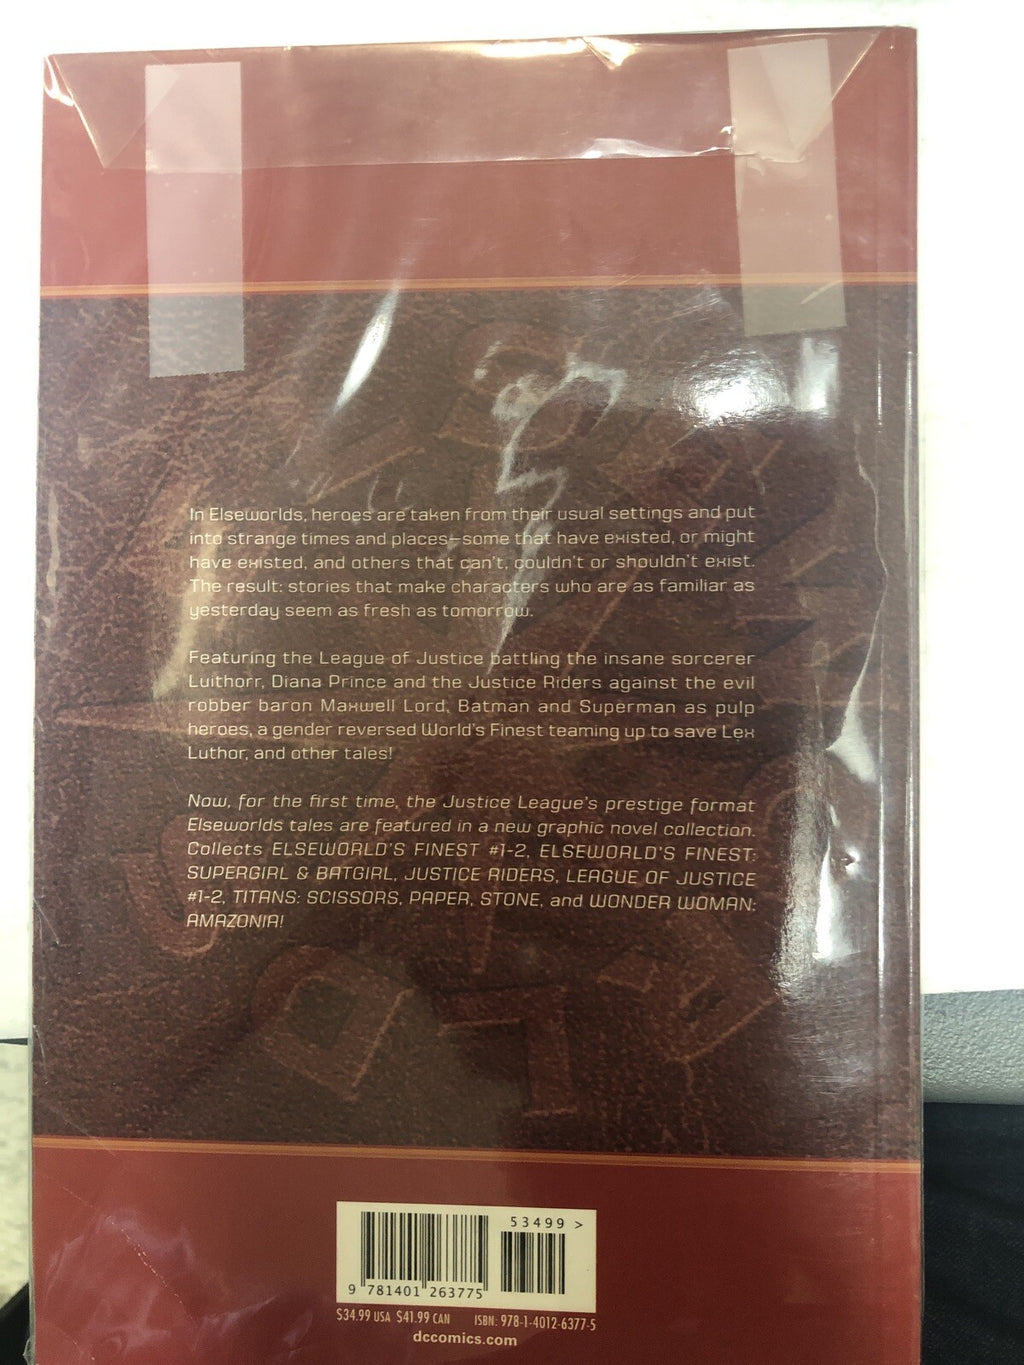 In Elseworlds, heroes are taken from their usual settings and put
into strange times and places—some that have existed, or might
have existed, and others that can't, couldn't or shouldn't exist.
The result: stories that make characters who are as familiar as
yesterday seem as fresh as tomorrow.
Featuring the League of Justice battling the insane sorcerer
Luithorr, Diana Prince and the Justice Riders against the evil
robber baron Maxwell Lord, Batman and Superman as pulp
heroes, a gender reversed World's Finest teaming up to save Lex
Luthor, and other tales!
Now, for the first time, the Justice League's prestige format
Elseworlds tales are featured in a new graphic novel collection.
Collects ELSEWORLD'S FINEST #1-2, ELSEWORLD'S FINEST:
SUPERGIRL & BATGIRL, JUSTICE RIDERS, LEAGUE OF JUSTICE
#1-2, TITANS: SCISSORS, PAPER, STONE, and WONDER WOMAN:
AMAZONIA!
53499 >
9 781401 263775
$34.99 USA $41.99 CAN ISBN: 978-1-4012-6377-5
dccomics.com